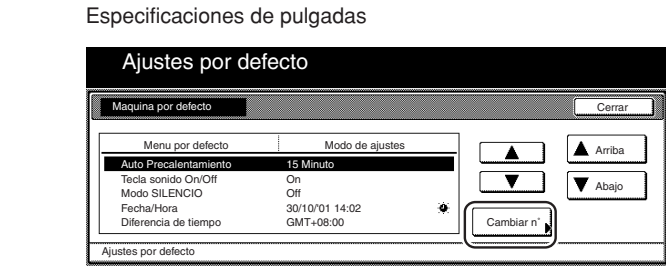 Especificaciones de pulgadas
Ajustes por defecto
Maquina por defecto
Cerrar
Menu por defecto Modo de ajustes
Auto Precalentamiento 15 Minuto
Tecla sonido On/Off On
Modo SILENCIO Off
Fecha/Hora 30/10/'01 14:02
Diferencia de tiempo GMT+08:00
Arriba
Abajo
Cambiar n˚
Ajustes por defecto